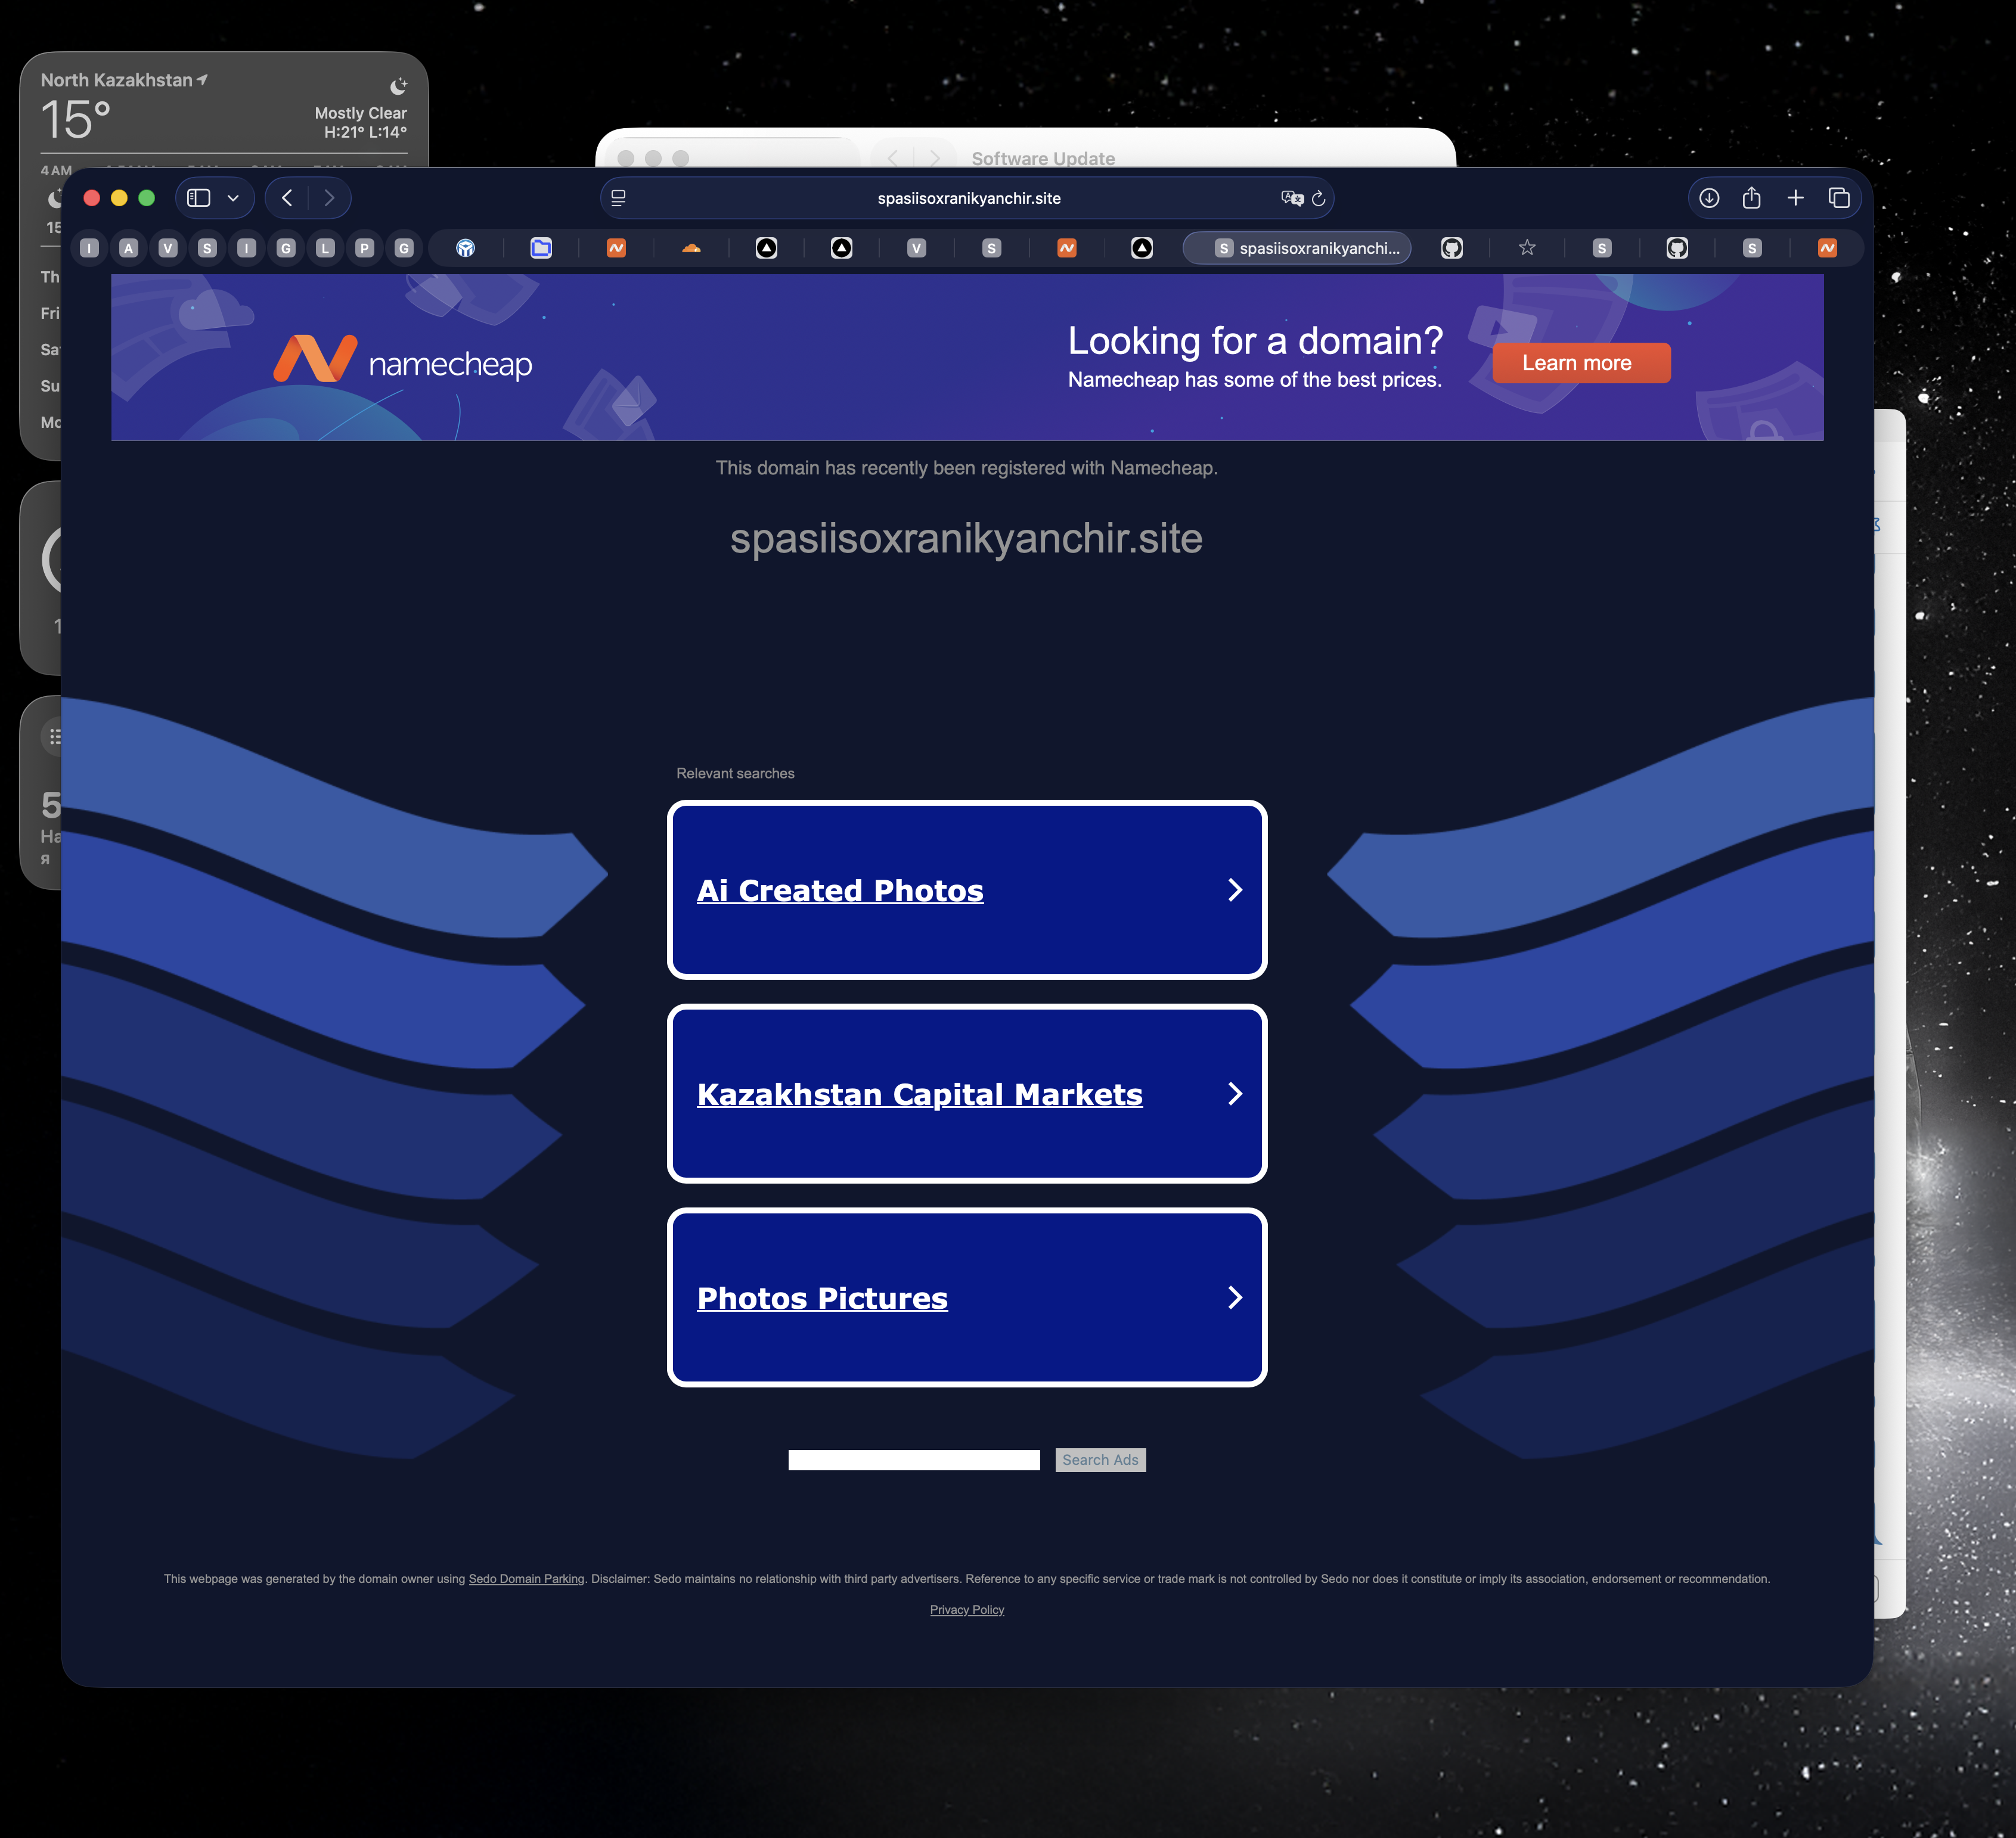 North Kazakhstan
15°
Mostly Clear
H:21° L:14°
4 AM
15
Software Update
spasiisoxranikyanchir.site
I A V S I G L P G
V
S
S spasiisoxranikyanchi...
S
S
Th
Fri
Sa
Su
Mo
namecheap
Looking for a domain?
Namecheap has some of the best prices.
Learn more
This domain has recently been registered with Namecheap.
spasiisoxranikyanchir.site
1
5
На
я
Relevant searches
Ai Created Photos
Kazakhstan Capital Markets
Photos Pictures
Search Ads
This webpage was generated by the domain owner using Sedo Domain Parking. Disclaimer: Sedo maintains no relationship with third party advertisers. Reference to any specific service or trade mark is not controlled by Sedo nor does it constitute or imply its association, endorsement or recommendation.
Privacy Policy